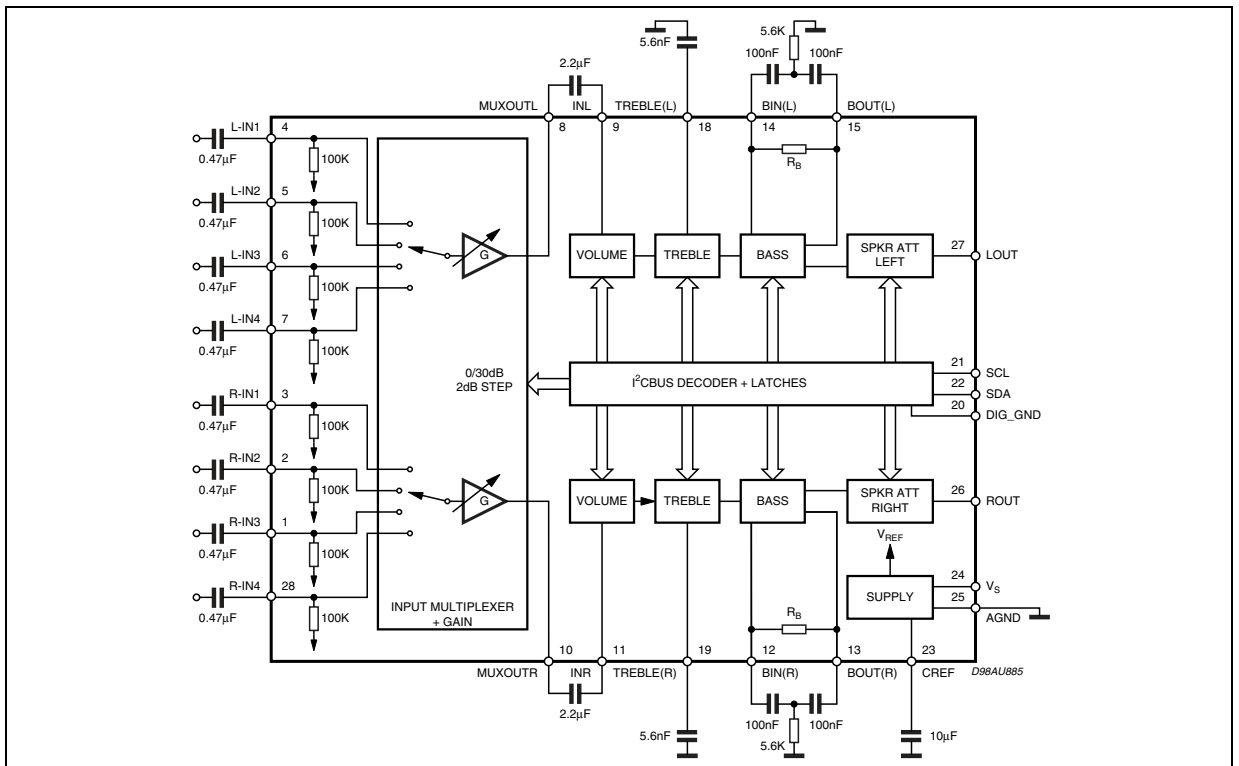 5.6K
5.6nF
100nF
100nF
2.2μF
MUXOUTL
INL
TREBLE(L)
BIN(L)
BOUT(L)
8
9
18
14
15
L-IN1
4
0.47μF
100K
L-IN2
5
0.47μF
100K
L-IN3
6
0.47μF
100K
L-IN4
7
0.47μF
100K
G
RB
VOLUME
TREBLE
BASS
SPKR ATT
LEFT
27
LOUT
0/30dB
2dB STEP
I2CBUS DECODER + LATCHES
21
SCL
22
SDA
20
DIG_GND
R-IN1
3
0.47μF
100K
R-IN2
2
0.47μF
100K
R-IN3
1
0.47μF
100K
R-IN4
28
0.47μF
100K
G
INPUT MULTIPLEXER
+ GAIN
VOLUME
TREBLE
BASS
SPKR ATT
RIGHT
26
ROUT
VREF
SUPPLY
24
VS
25
AGND
RB
10
11
19
12
13
23
MUXOUTR
INR
TREBLE(R)
BIN(R)
BOUT(R)
CREF
D98AU885
2.2μF
5.6nF
100nF
100nF
5.6K
10μF